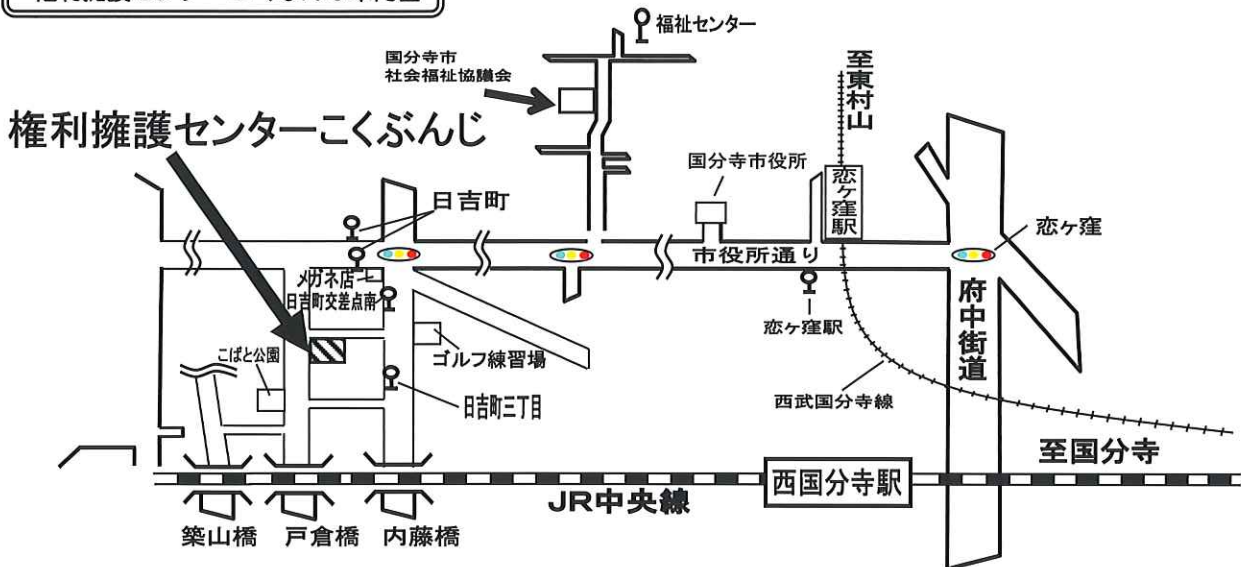 福祉センター
国分寺市
社会福祉協議会
至東村山
権利擁護センターこくぶんじ
国分寺市役所
恋ヶ窪駅
日吉町
恋ヶ窪
市役所通り
メガネ店
日吉町交差点南
府中街道
恋ヶ窪駅
ゴルフ練習場
こばと公園
西武国分寺線
日吉町三丁目
至国分寺
西国分寺駅
JR中央線
築山橋
戸倉橋
内藤橋